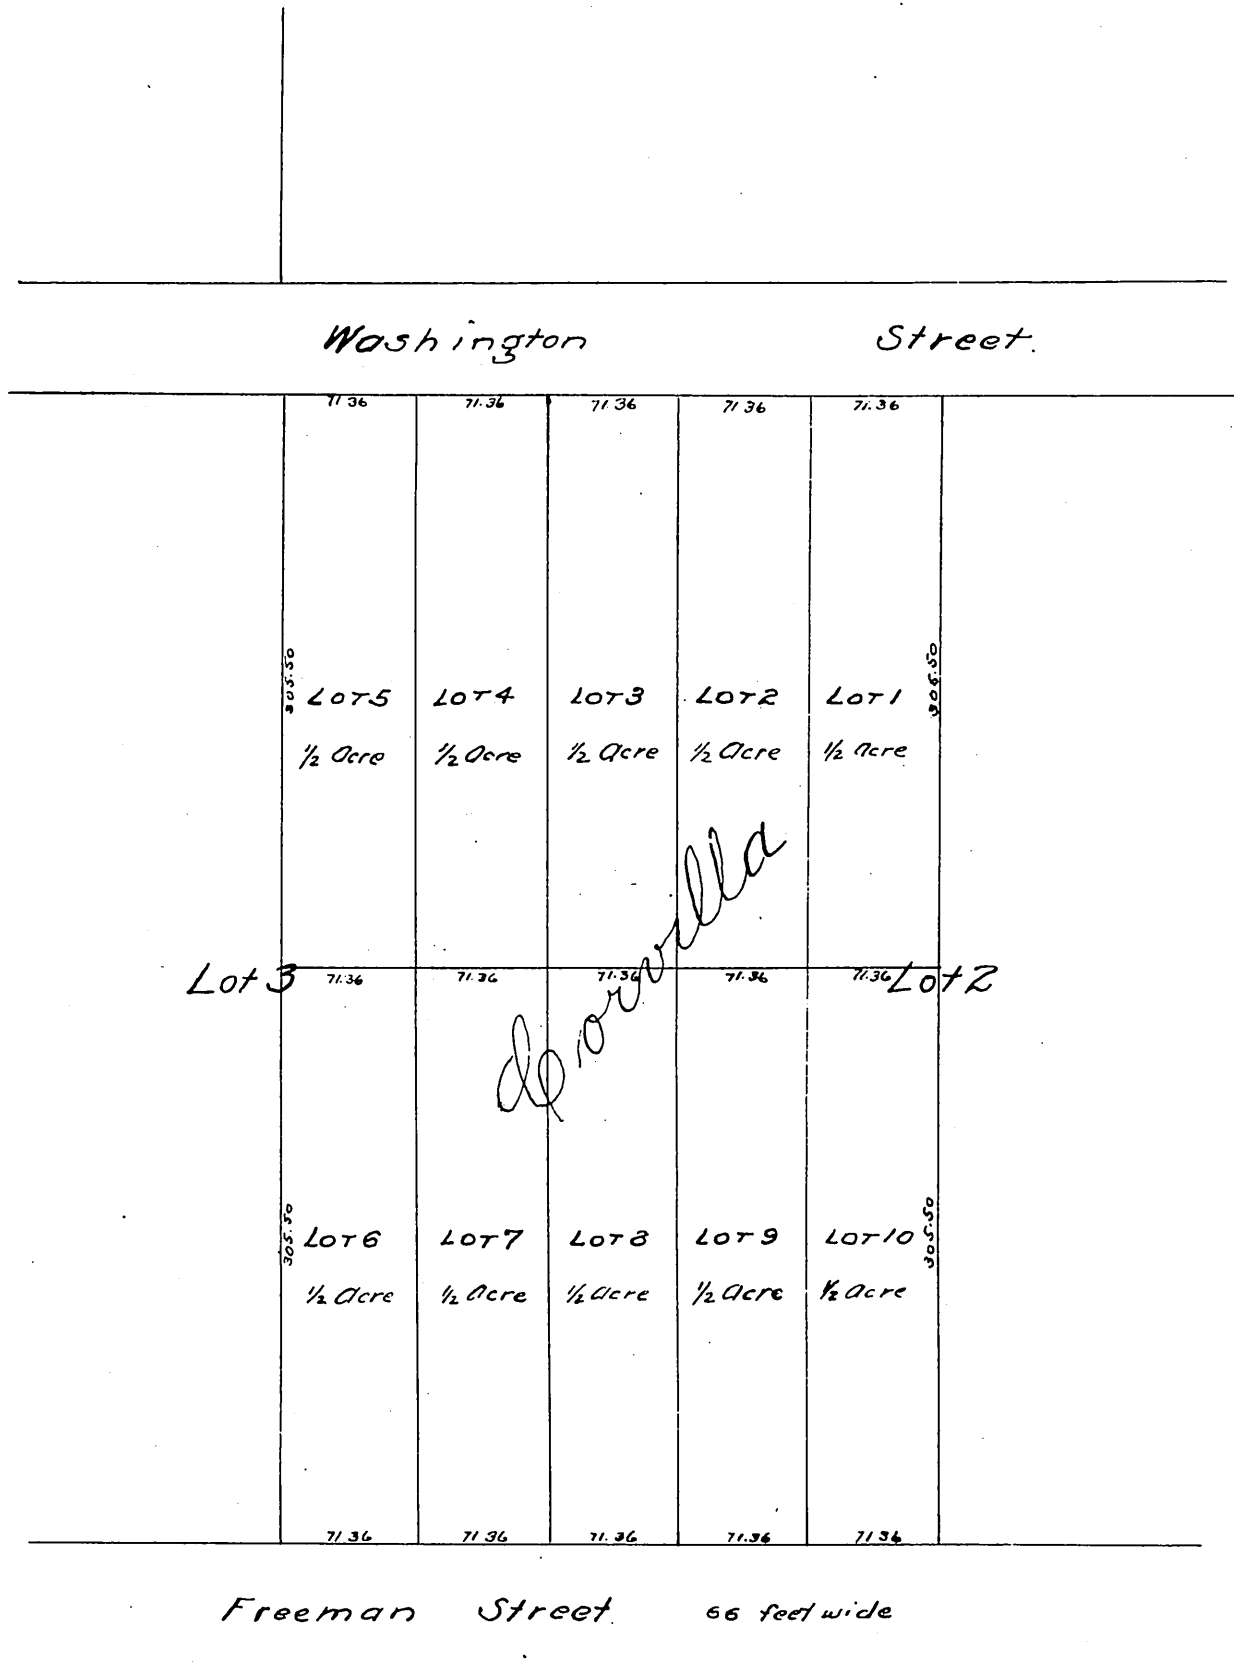 Washington Street.
71.36 71.36 71.36 71.36 71.36
305.50 305.50
Lot 5 Lot 4 Lot 3 Lot 2 Lot 1
1/2 Acre 1/2 Acre 1/2 Acre 1/2 Acre 1/2 Acre
Lot 3 71.36 71.36 71.36 71.36 71.36 Lot 2
305.50 305.50
Lot 6 Lot 7 Lot 8 Lot 9 Lot 10
1/2 Acre 1/2 Acre 1/2 Acre 1/2 Acre 1/2 Acre
71.36 71.36 71.36 71.36 71.36
Freeman Street. 66 feet wide